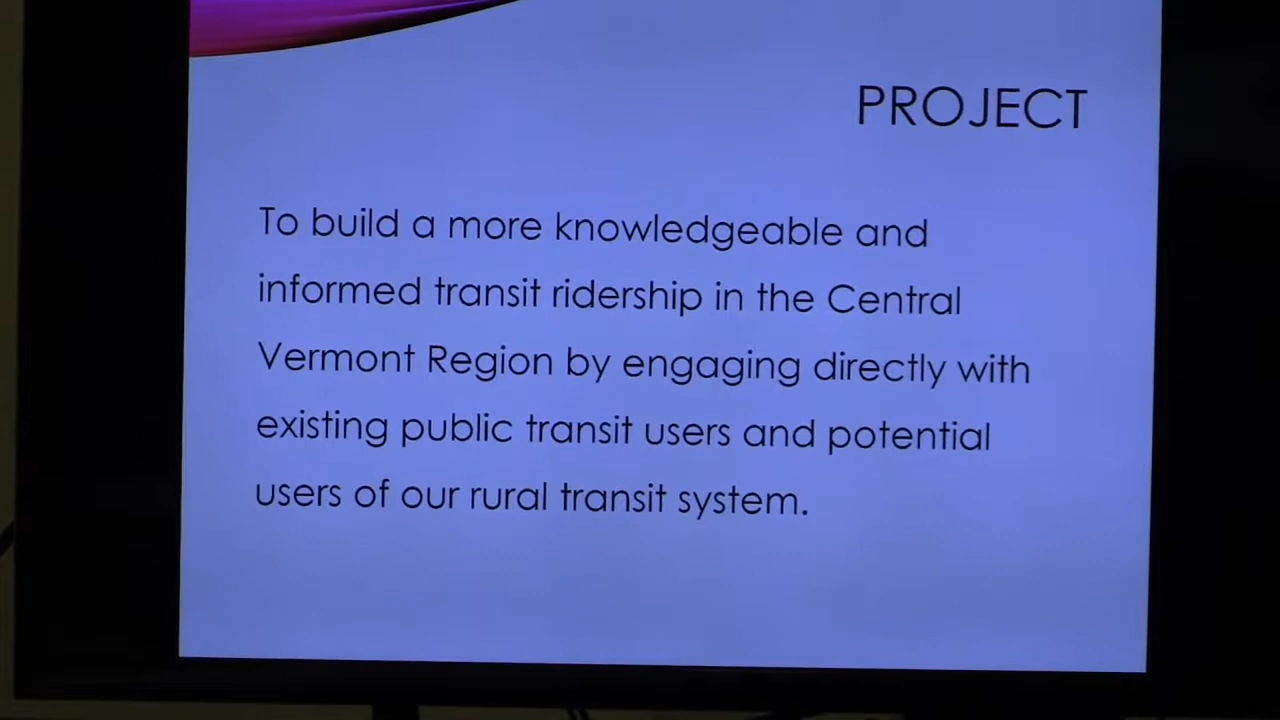 PROJECT
To build a more knowledgeable and
informed transit ridership in the Central
Vermont Region by engaging directly with
existing public transit users and potential
users of our rural transit system.